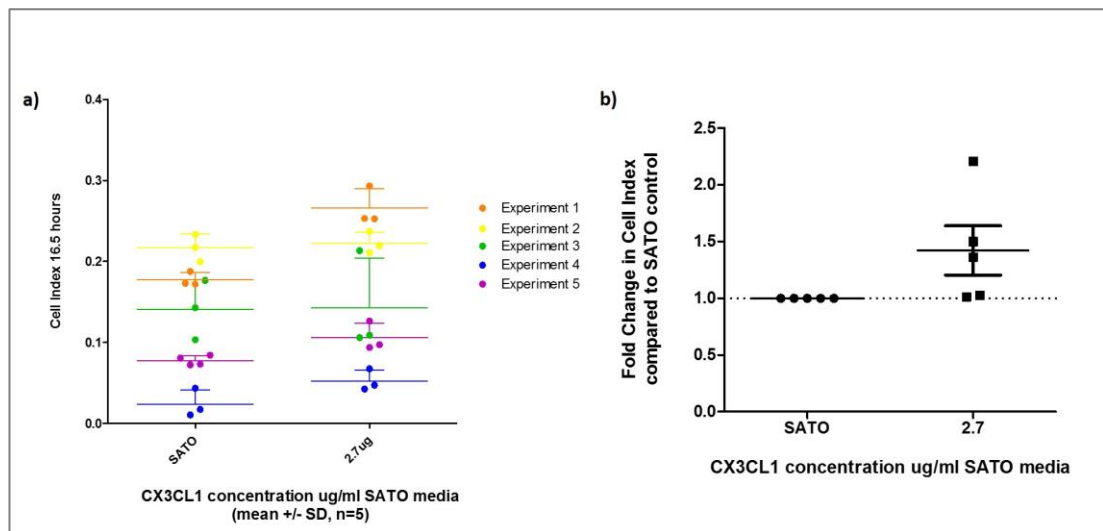 a)
0.4
0.3
0.2
0.1
0.0
Cell Index 16.5 hours
SATO
2.7ug
CX3CL1 concentration ug/ml SATO media
(mean +/- SD, n=5)
Experiment 1
Experiment 2
Experiment 3
Experiment 4
Experiment 5
b)
2.5
2.0
1.5
1.0
0.5
0.0
Fold Change in Cell Index
compared to SATO control
SATO
2.7
CX3CL1 concentration ug/ml SATO media